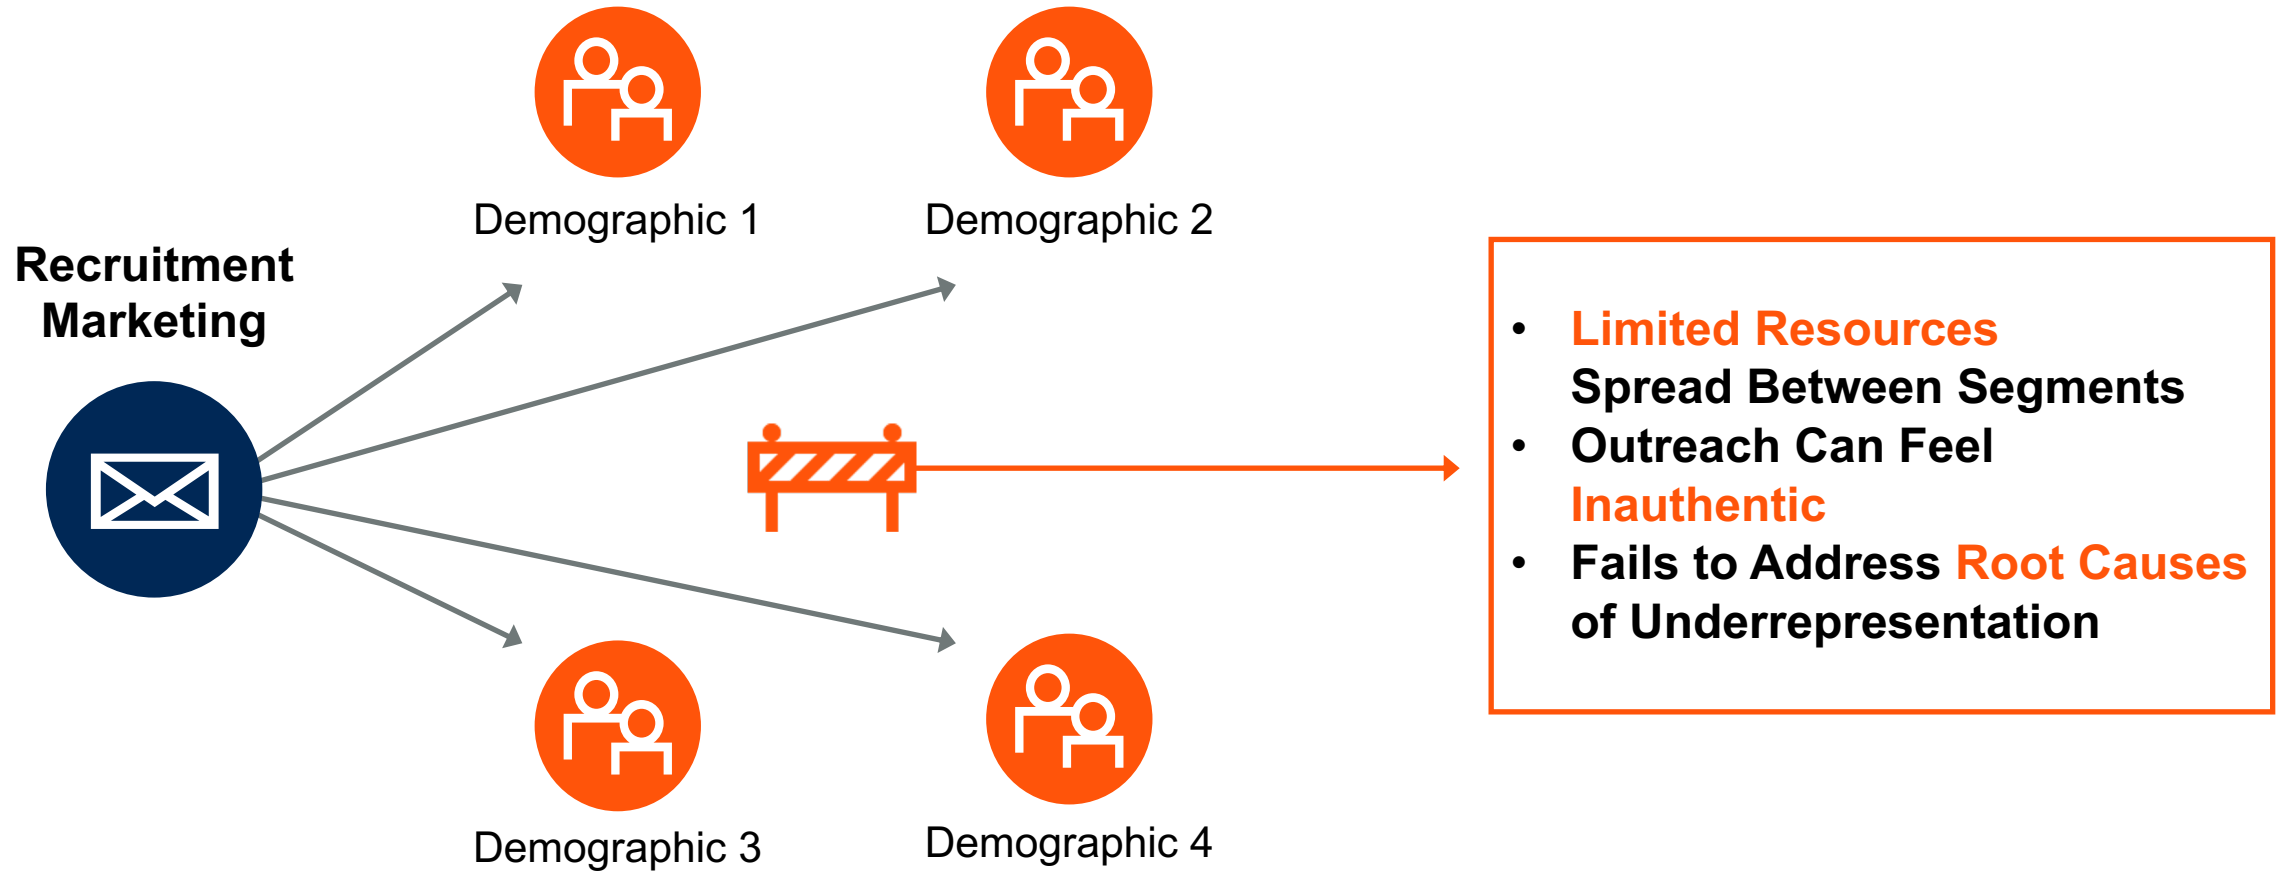 Demographic 1
Demographic 2
Recruitment
Marketing
• Limited Resources
Spread Between Segments
• Outreach Can Feel
Inauthentic
• Fails to Address Root Causes
of Underrepresentation
Demographic 3
Demographic 4